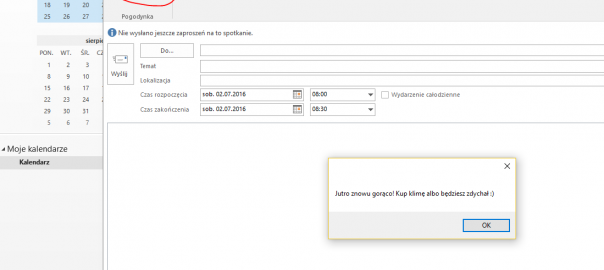 18 19 20
25 26 27
sierpie
PON. WT. ŚR. CZ
1 2 3
8 9 10
15 16 17
22 23 24
29 30 31
5 6 7
Moje kalendarze
Kalendarz
Pogodynka
Nie wysłano jeszcze zaproszeń na to spotkanie.
Wyślij
Do...
Temat
Lokalizacja
Czas rozpoczęcia sob. 02.07.2016 08:00 Wydarzenie całodzienne
Czas zakończenia sob. 02.07.2016 08:30
Jutro znowu gorąco! Kup klimę albo będziesz zdychał :)
OK